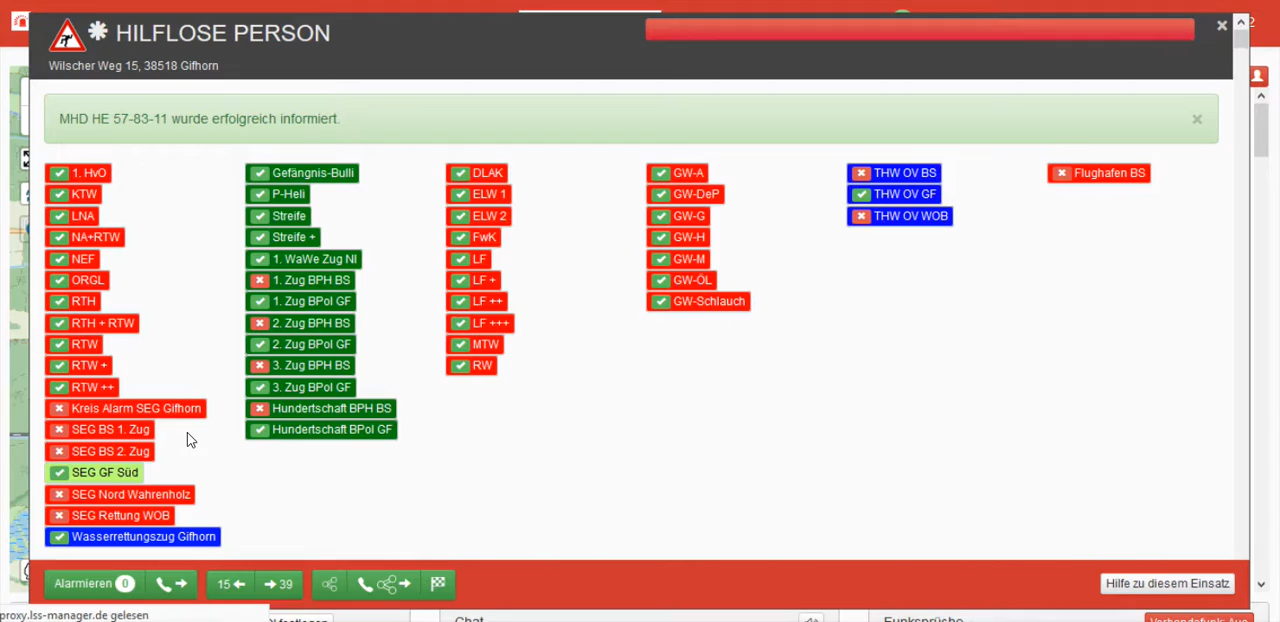 HILFLOSE PERSON
Wilscher Weg 15, 38518 Gifhorn
MHD HE 57-83-11 wurde erfolgreich informiert.
1. HvO
KTW
LNA
NA+RTW
NEF
ORGL
RTH
RTH + RTW
RTW
RTW +
RTW ++
Kreis Alarm SEG Gifhorn
SEG BS 1. Zug
SEG BS 2. Zug
SEG GF Süd
SEG Nord Wahrenholz
SEG Rettung WOB
Wasserrettungszug Gifhorn
Gefängnis-Bulli
P-Heli
Streife
Streife +
1. WaWe Zug NI
1. Zug BPH BS
1. Zug BPol GF
2. Zug BPH BS
2. Zug BPol GF
3. Zug BPH BS
3. Zug BPol GF
Hundertschaft BPH BS
Hundertschaft BPol GF
DLAK
ELW 1
ELW 2
FwK
LF
LF +
LF ++
LF +++
MTW
RW
GW-A
GW-DeP
GW-G
GW-H
GW-M
GW-ÖL
GW-Schlauch
THW OV BS
THW OV GF
THW OV WOB
Flughafen BS
Alarmieren 0
15
39
Hilfe zu diesem Einsatz
proxy.lss-manager.de gelesen
Chat
Funksprüche